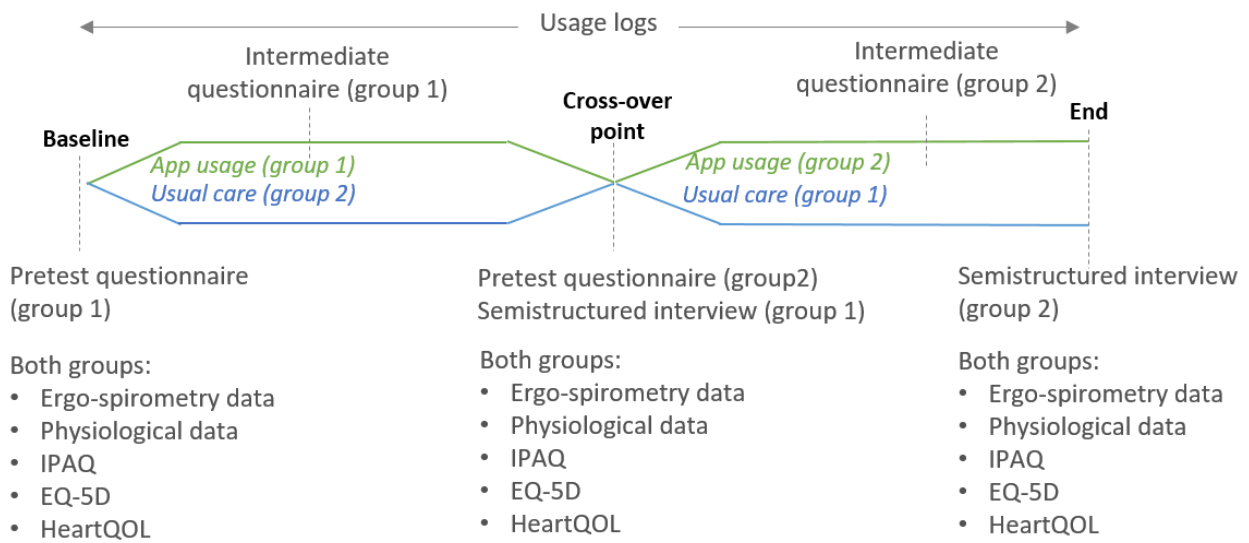 Usage logs
Intermediate
questionnaire (group 1)
Intermediate
questionnaire (group 2)
Baseline
Cross-over
point
End
App usage (group 1)
Usual care (group 2)
App usage (group 2)
Usual care (group 1)
Pretest questionnaire
(group 1)
Both groups:
• Ergo-spirometry data
• Physiological data
• IPAQ
• EQ-5D
• HeartQOL
Pretest questionnaire (group2)
Semistructured interview (group 1)
Both groups:
• Ergo-spirometry data
• Physiological data
• IPAQ
• EQ-5D
• HeartQOL
Semistructured interview
(group 2)
Both groups:
• Ergo-spirometry data
• Physiological data
• IPAQ
• EQ-5D
• HeartQOL